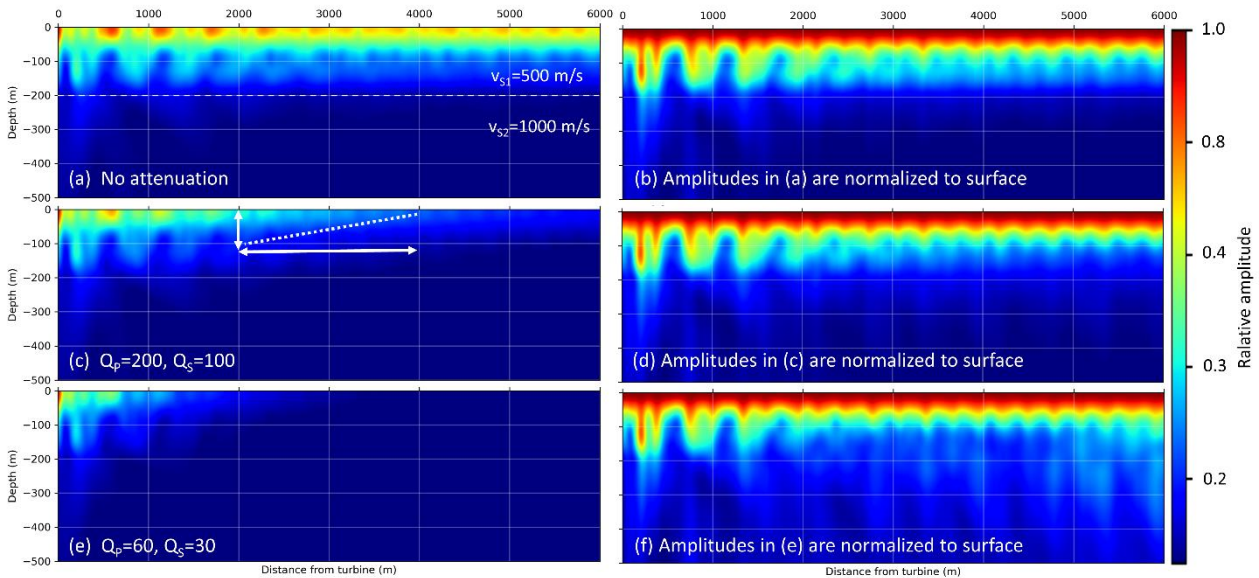 0 1000 2000 3000 4000 5000 6000
0 1000 2000 3000 4000 5000 6000
Depth (m)
0
−100
−200
−300
−400
−500
vS1=500 m/s
vS2=1000 m/s
(a) No attenuation
(b) Amplitudes in (a) are normalized to surface
Depth (m)
0
−100
−200
−300
−400
−500
(c) QP=200, QS=100
(d) Amplitudes in (c) are normalized to surface
Depth (m)
0
−100
−200
−300
−400
−500
(e) QP=60, QS=30
(f) Amplitudes in (e) are normalized to surface
Distance from turbine (m)
Distance from turbine (m)
1.0
0.8
0.4
0.3
0.2
Relative amplitude